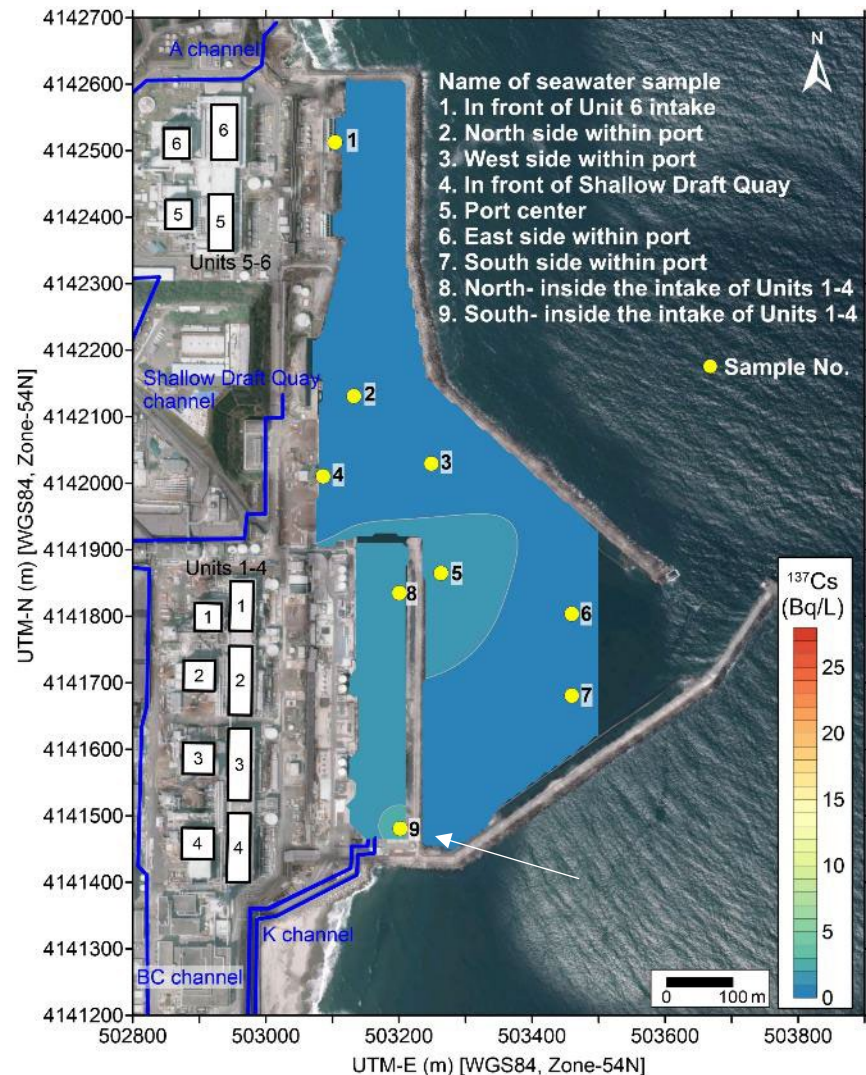 4142700
4142600
4142500
4142400
4142300
4142200
4142100
4142000
4141900
4141800
4141700
4141600
4141500
4141400
4141300
4141200
UTM-N (m) [WGS84, Zone-54N]
502800
503000
503200
503400
503600
503800
UTM-E (m) [WGS84, Zone-54N]
A channel
6
6
5
5
Units 5-6
Shallow Draft Quay
channel
Units 1-4
1
1
2
2
3
3
4
4
K channel
BC channel
N
Name of seawater sample
1. In front of Unit 6 intake
2. North side within port
3. West side within port
4. In front of Shallow Draft Quay
5. Port center
6. East side within port
7. South side within port
8. North- inside the intake of Units 1-4
9. South- inside the intake of Units 1-4
Sample No.
1
2
3
4
5
8
6
7
9
137Cs
(Bq/L)
25
20
15
10
5
0
0 100 m